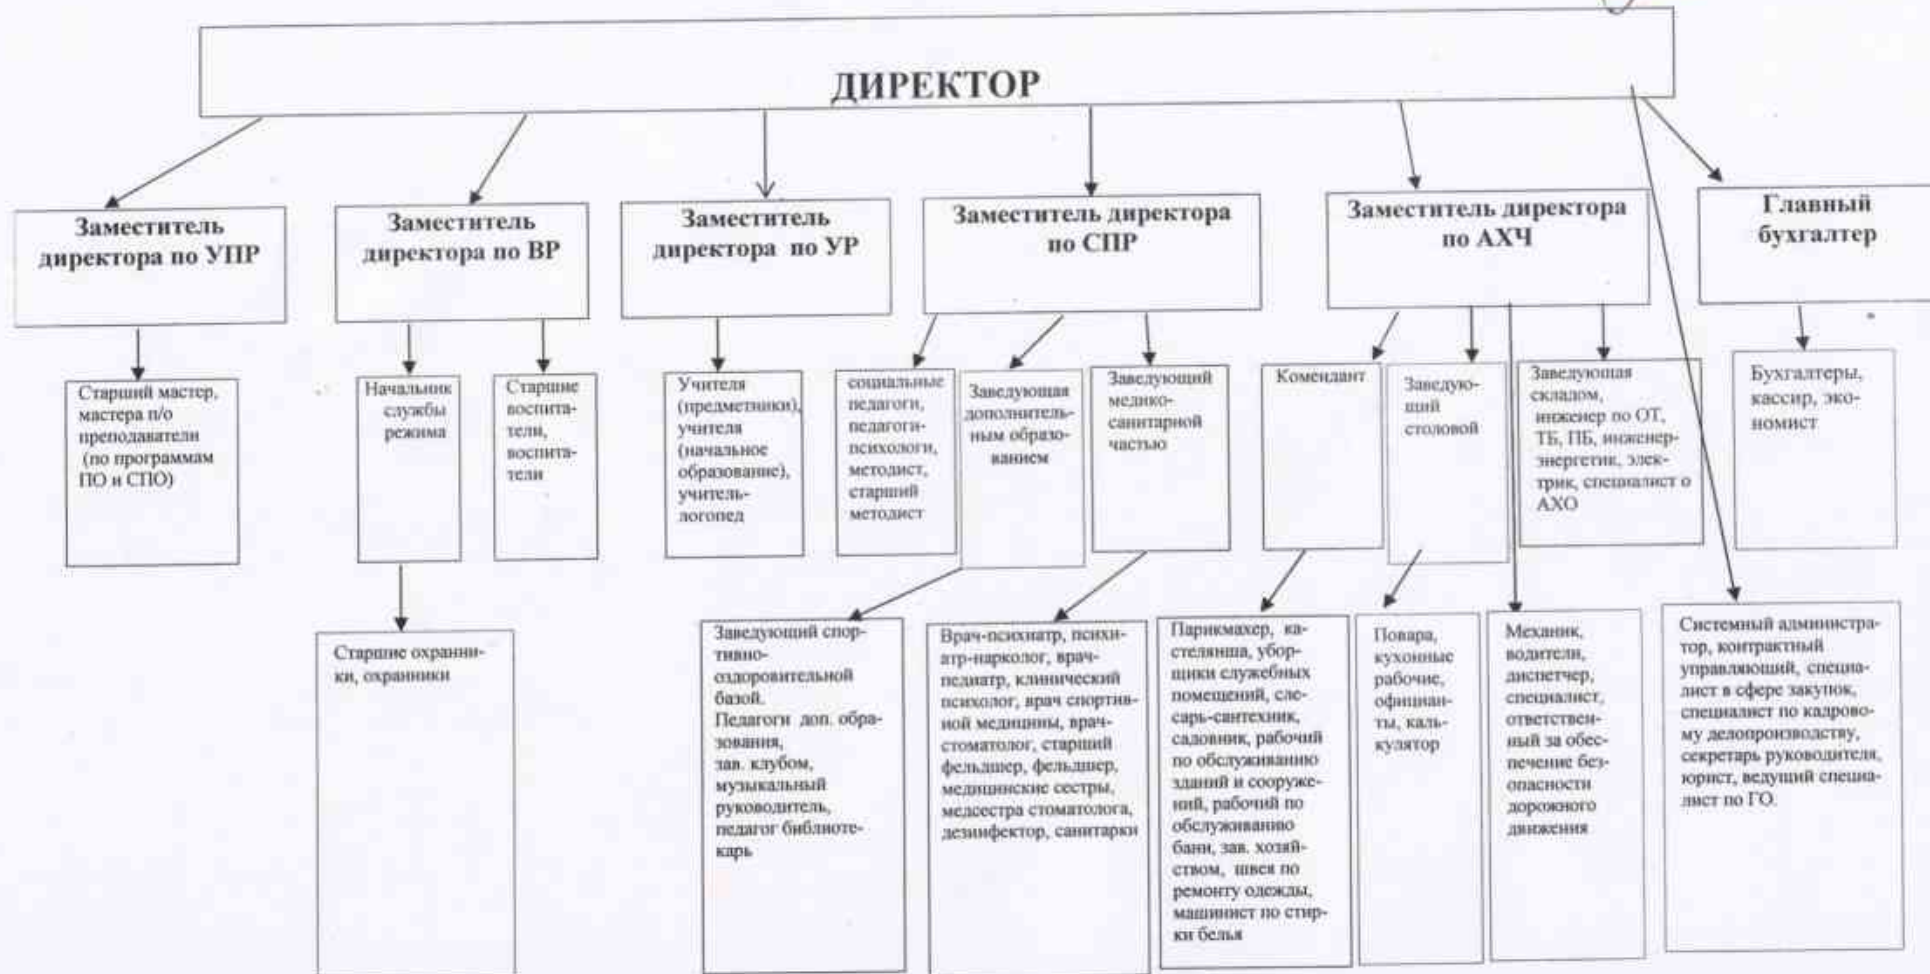 ДИРЕКТОР
Заместитель
директора по УПР
Заместитель
директора по ВР
Заместитель
директора по УР
Заместитель директора
по СПР
Заместитель директора
по АХЧ
Главный
бухгалтер
Старший мастер,
мастера п/о
преподаватели
(по программам
ПО и СПО)
Начальник
службы
режима
Старшие
воспита-
тели,
воспита-
тели
Учителя
(предметники),
учителя
(начальное
образование),
учитель-
логопед
социальные
педагоги,
педагоги-
психологи,
методист,
старший
методист
Заведующая
дополнитель-
ным образо-
ванием
Заведующий
медико-
санитарной
частью
Комендант
Заведую-
щий
столовой
Заведующая
складом,
инженер по ОТ,
ТБ, ПБ, инженер-
энергетик, элек-
трик, специалист о
АХО
Бухгалтеры,
кассир, эко-
номист
Старшие охранни-
ки, охранники
Заведующий спор-
тивно-
оздоровительной
базой.
Педагоги доп. обра-
зования,
зав. клубом,
музыкальный
руководитель,
педагог библиоте-
карь
Врач-психиатр, психи-
атр-нарколог, врач-
педиатр, клинический
психолог, врач спортив-
ной медицины, врач-
стоматолог, старший
фельдшер, фельдшер,
медицинские сестры,
медсестра стоматолога,
дезинфектор, санитарки
Парикмахер, ка-
стелянша, убор-
щики служебных
помещений, сле-
сарь-сантехник,
садовник, рабочий
по обслуживанию
зданий и сооруже-
ний, рабочий по
обслуживанию
бани, зав. хозяй-
ством, швея по
ремонту одежды,
машинист по стир-
ки белья
Повара,
кухонные
рабочие,
официан-
ты, каль-
кулятор
Механик,
водители,
диспетчер,
специалист,
ответствен-
ный за обес-
печение без-
опасности
дорожного
движения
Системный администра-
тор, контрактный
управляющий, специа-
лист в сфере закупок,
специалист по кадрово-
му делопроизводству,
секретарь руководителя,
юрист, ведущий специа-
лист по ГО.